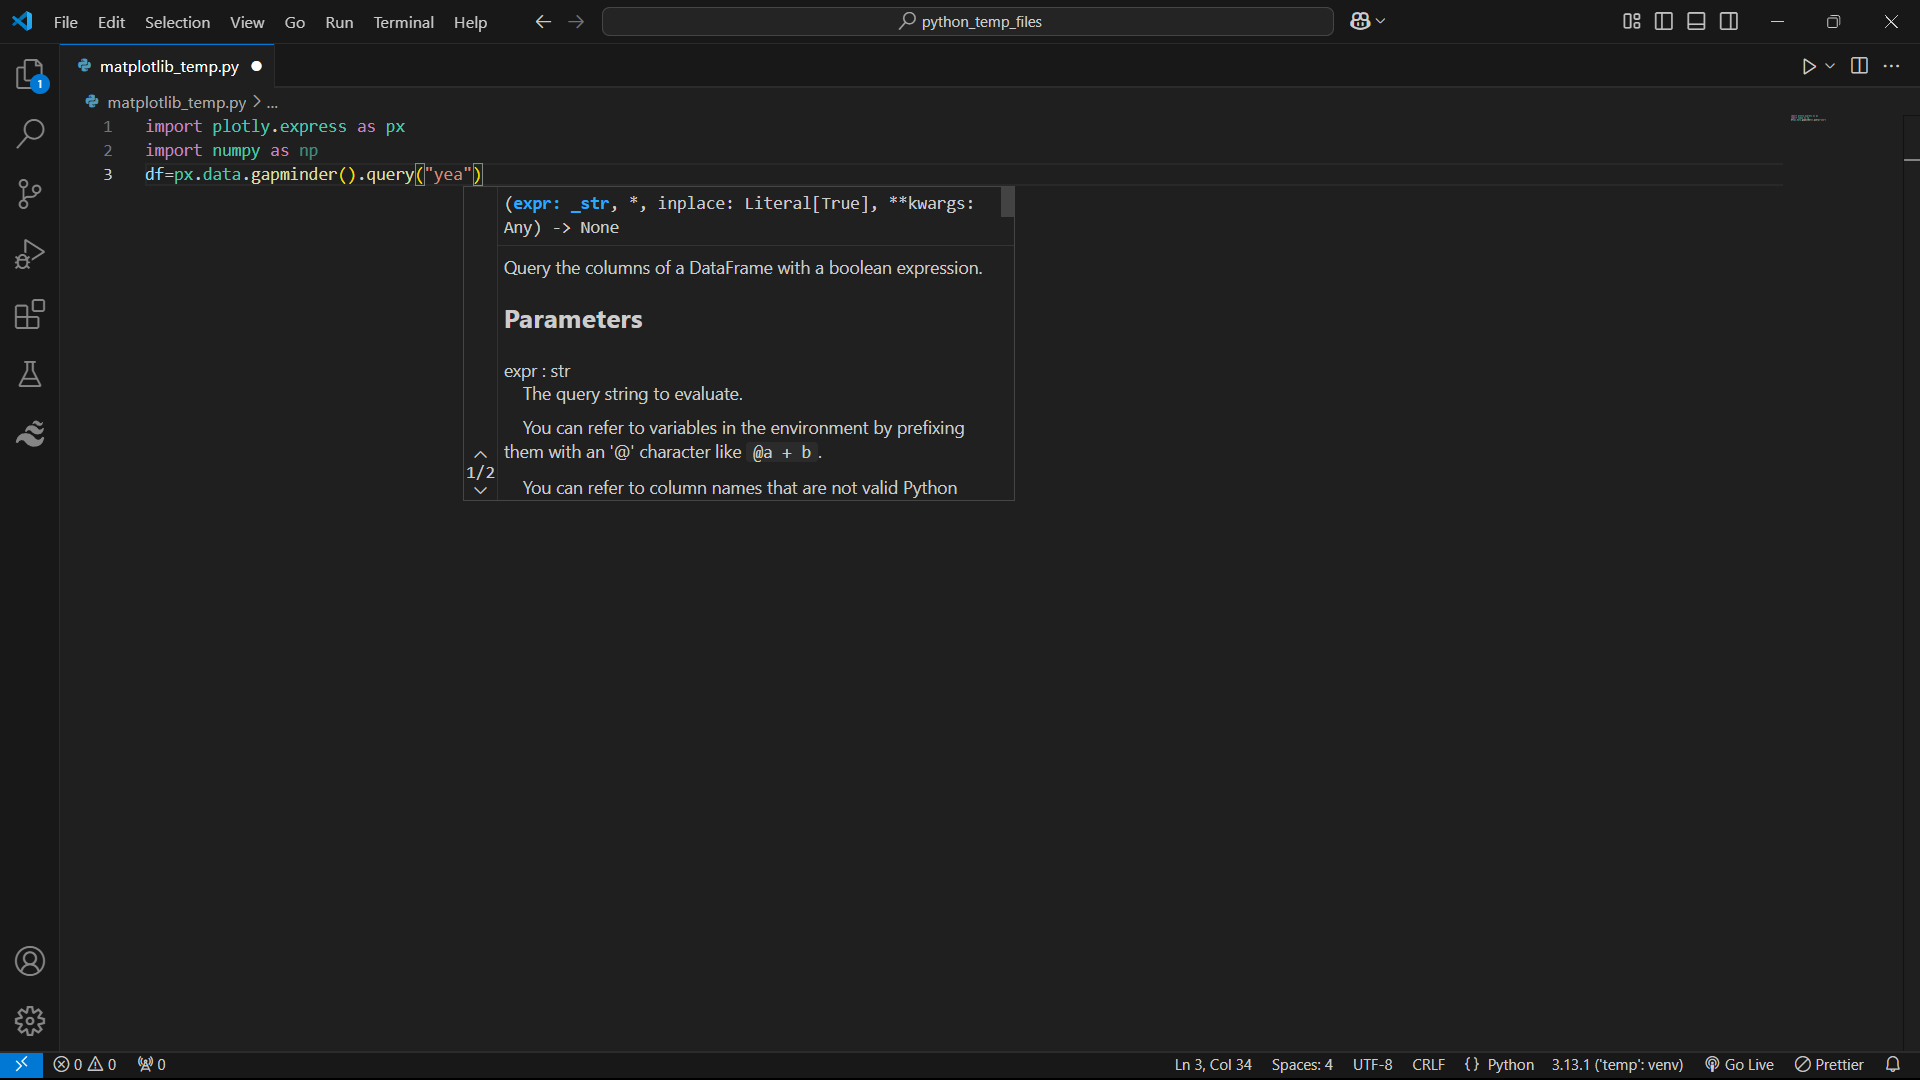 File Edit Selection View Go Run Terminal Help
python_temp_files
matplotlib_temp.py
1
matplotlib_temp.py > ...
1 import plotly.express as px
2 import numpy as np
3 df=px.data.gapminder().query("yea")
(expr: _str, *, inplace: Literal[True], **kwargs:
Any) -> None
Query the columns of a DataFrame with a boolean expression.
Parameters
expr : str
The query string to evaluate.
You can refer to variables in the environment by prefixing
them with an '@' character like @a + b .
1/2
You can refer to column names that are not valid Python
0 0 0
Ln 3, Col 34 Spaces: 4 UTF-8 CRLF {} Python 3.13.1 ('temp': venv) Go Live Prettier